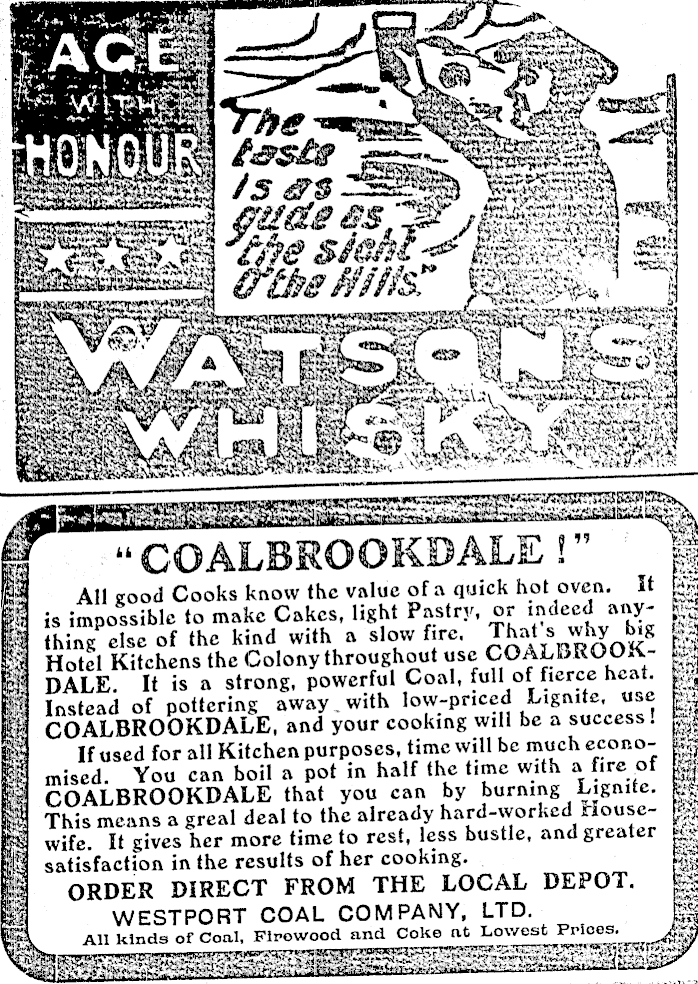 AGE
WITH
HONOUR
The
taste
is as
gude as
the sicht
O' the Hills."
WATSONS
WHISKY
"COALBROOKDALE!"
All good Cooks know the value of a quick hot oven. It
is impossible to make Cakes, light Pastry, or indeed any-
thing else of the kind with a slow fire. That's why big
Hotel Kitchens the Colony throughout use COALBROOK-
DALE. It is a strong, powerful Coal, full of fierce heat.
Instead of pottering away with low-priced Lignite, use
COALBROOKDALE, and your cooking will be a success!
If used for all Kitchen purposes, time will be much econo-
mised. You can boil a pot in half the time with a fire of
COALBROOKDALE that you can by burning Lignite.
This means a greal deal to the already hard-worked House-
wife. It gives her more time to rest, less bustle, and greater
satisfaction in the results of her cooking.
ORDER DIRECT FROM THE LOCAL DEPOT.
WESTPORT COAL COMPANY, LTD.
All kinds of Coal, Firewood and Coke at Lowest Prices.